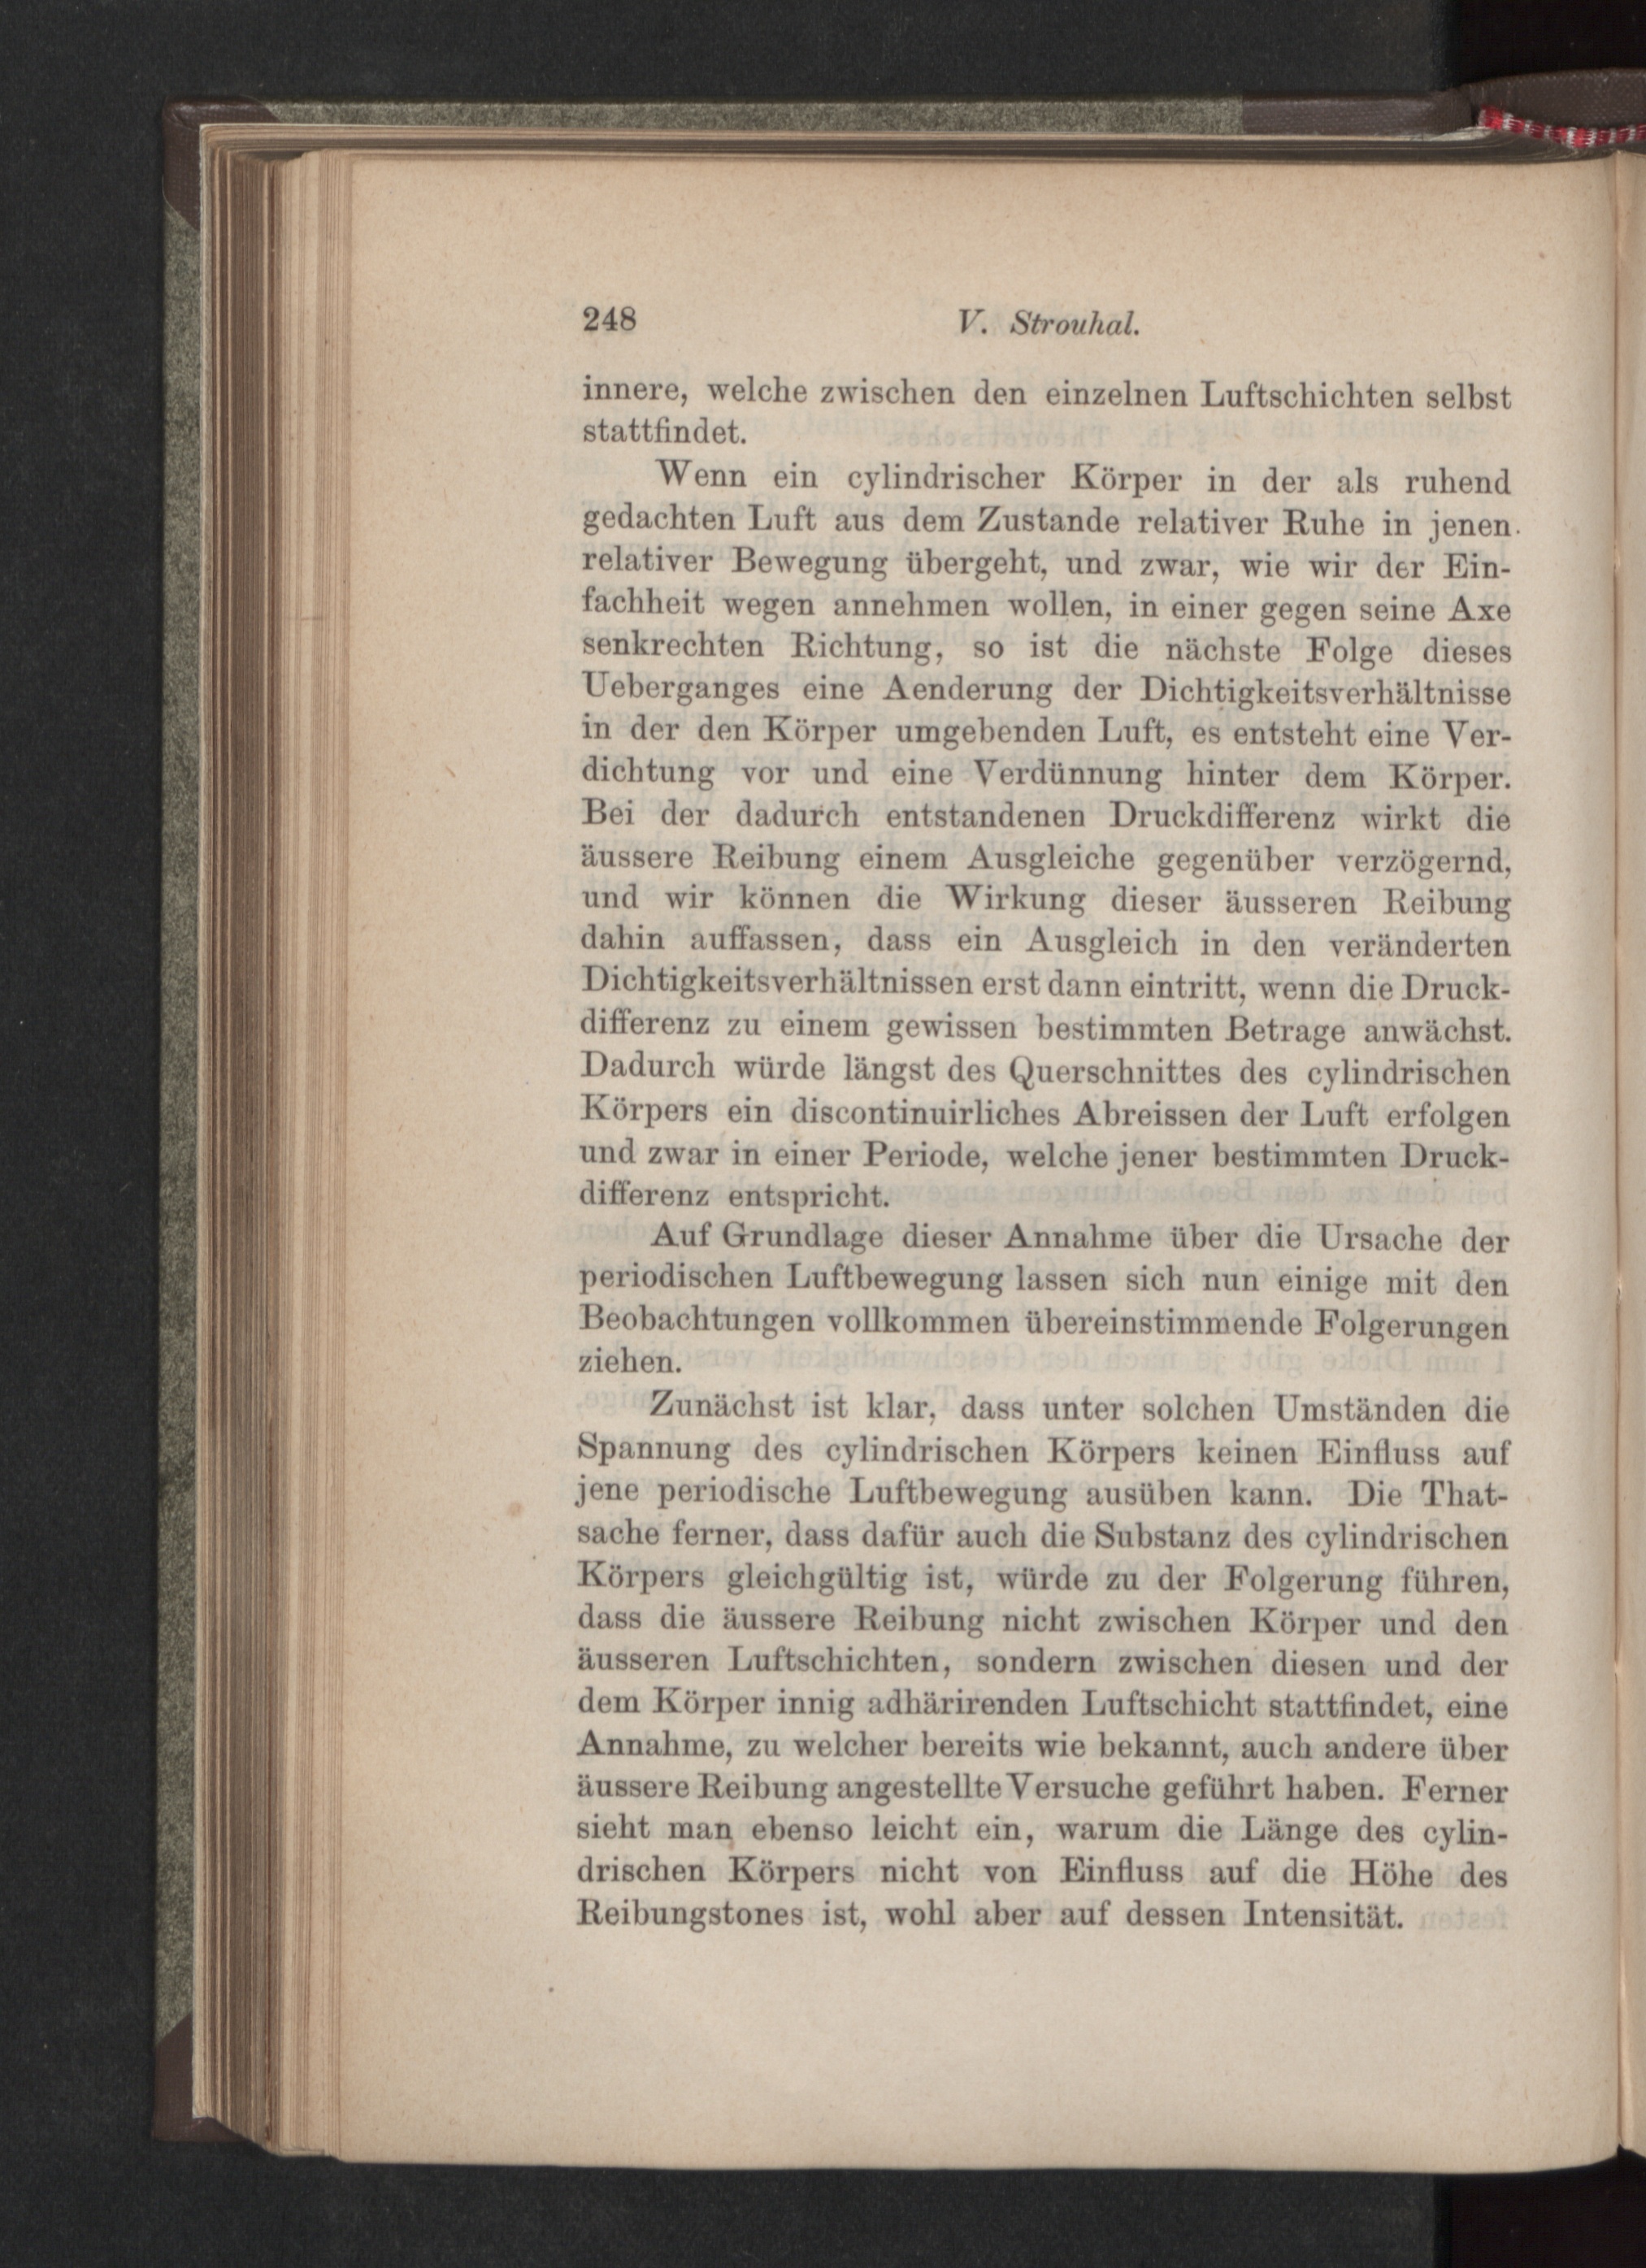 248 V. Strouhal.
innere, welche zwischen den einzelnen Luftschichten selbst
stattfindet.
Wenn ein cylindrischer Körper in der als ruhend
gedachten Luft aus dem Zustande relativer Ruhe in jenen
relativer Bewegung übergeht, und zwar, wie wir der Ein-
fachheit wegen annehmen wollen, in einer gegen seine Axe
senkrechten Richtung, so ist die nächste Folge dieses
Ueberganges eine Aenderung der Dichtigkeitsverhältnisse
in der den Körper umgebenden Luft, es entsteht eine Ver-
dichtung vor und eine Verdünnung hinter dem Körper.
Bei der dadurch entstandenen Druckdifferenz wirkt die
äussere Reibung einem Ausgleiche gegenüber verzögernd,
und wir können die Wirkung dieser äusseren Reibung
dahin auffassen, dass ein Ausgleich in den veränderten
Dichtigkeitsverhältnissen erst dann eintritt, wenn die Druck-
differenz zu einem gewissen bestimmten Betrage anwächst.
Dadurch würde längst des Querschnittes des cylindrischen
Körpers ein discontinuirliches Abreissen der Luft erfolgen
und zwar in einer Periode, welche jener bestimmten Druck-
differenz entspricht.
Auf Grundlage dieser Annahme über die Ursache der
periodischen Luftbewegung lassen sich nun einige mit den
Beobachtungen vollkommen übereinstimmende Folgerungen
ziehen.
Zunächst ist klar, dass unter solchen Umständen die
Spannung des cylindrischen Körpers keinen Einfluss auf
jene periodische Luftbewegung ausüben kann. Die That-
sache ferner, dass dafür auch die Substanz des cylindrischen
Körpers gleichgültig ist, würde zu der Folgerung führen,
dass die äussere Reibung nicht zwischen Körper und den
äusseren Luftschichten, sondern zwischen diesen und der
dem Körper innig adhärirenden Luftschicht stattfindet, eine
Annahme, zu welcher bereits wie bekannt, auch andere über
äussere Reibung angestellte Versuche geführt haben. Ferner
sieht man ebenso leicht ein, warum die Länge des cylin-
drischen Körpers nicht von Einfluss auf die Höhe des
Reibungstones ist, wohl aber auf dessen Intensität.